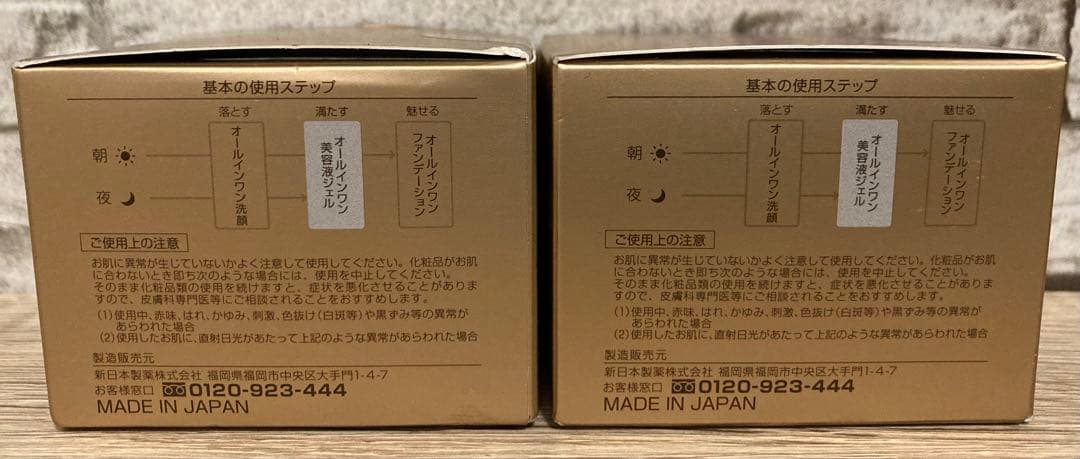 基本の使用ステップ
落とす 満たす 魅せる
朝
夜
オールインワン洗顔
オールインワン
美容液ジェル
オールインワン
ファンデーション
ご使用上の注意
お肌に異常が生じていないかよく注意して使用してください。化粧品がお肌
に合わないとき即ち次のような場合には、使用を中止してください。
そのまま化粧品類の使用を続けますと、症状を悪化させることがありま
すので、皮膚科専門医等にご相談されることをおすすめします。
(1)使用中、赤味、はれ、かゆみ、刺激、色抜け(白斑等)や黒ずみ等の異常が
あらわれた場合
(2)使用したお肌に、直射日光があたって上記のような異常があらわれた場合
製造販売元
新日本製薬株式会社 福岡県福岡市中央区大手門1-4-7
お客様窓口 0120-923-444
MADE IN JAPAN
基本の使用ステップ
落とす 満たす 魅せる
朝
夜
オールインワン洗顔
オールインワン
美容液ジェル
オールインワン
ファンデーション
ご使用上の注意
お肌に異常が生じていないかよく注意して使用してください。化粧品がお肌
に合わないとき即ち次のような場合には、使用を中止してください。
そのまま化粧品類の使用を続けますと、症状を悪化させることがありま
すので、皮膚科専門医等にご相談されることをおすすめします。
(1)使用中、赤味、はれ、かゆみ、刺激、色抜け(白斑等)や黒ずみ等の異常が
あらわれた場合
(2)使用したお肌に、直射日光があたって上記のような異常があらわれた場合
製造販売元
新日本製薬株式会社 福岡県福岡市中央区大手門1-4-7
お客様窓口 0120-923-444
MADE IN JAPAN